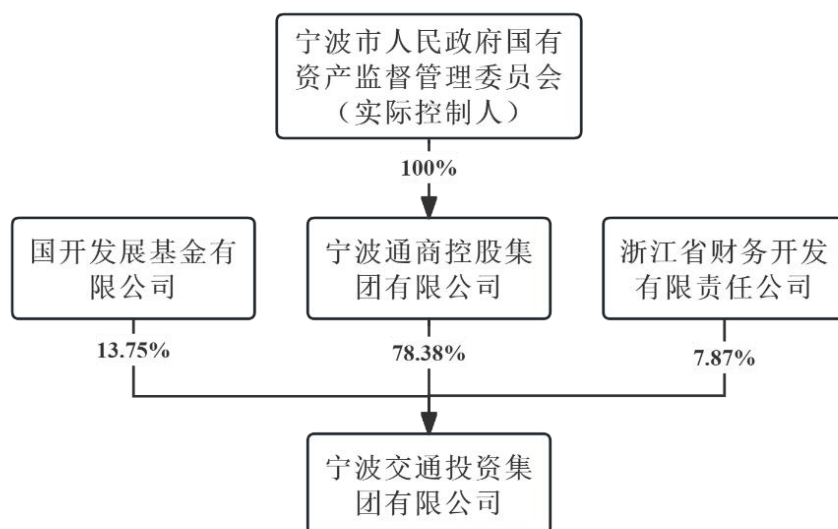 宁波市人民政府国有
资产监督管理委员会
（实际控制人）
100%
国开发展基金有
限公司
宁波通商控股集
团有限公司
浙江省财务开发
有限责任公司
13.75%
78.38%
7.87%
宁波交通投资集
团有限公司